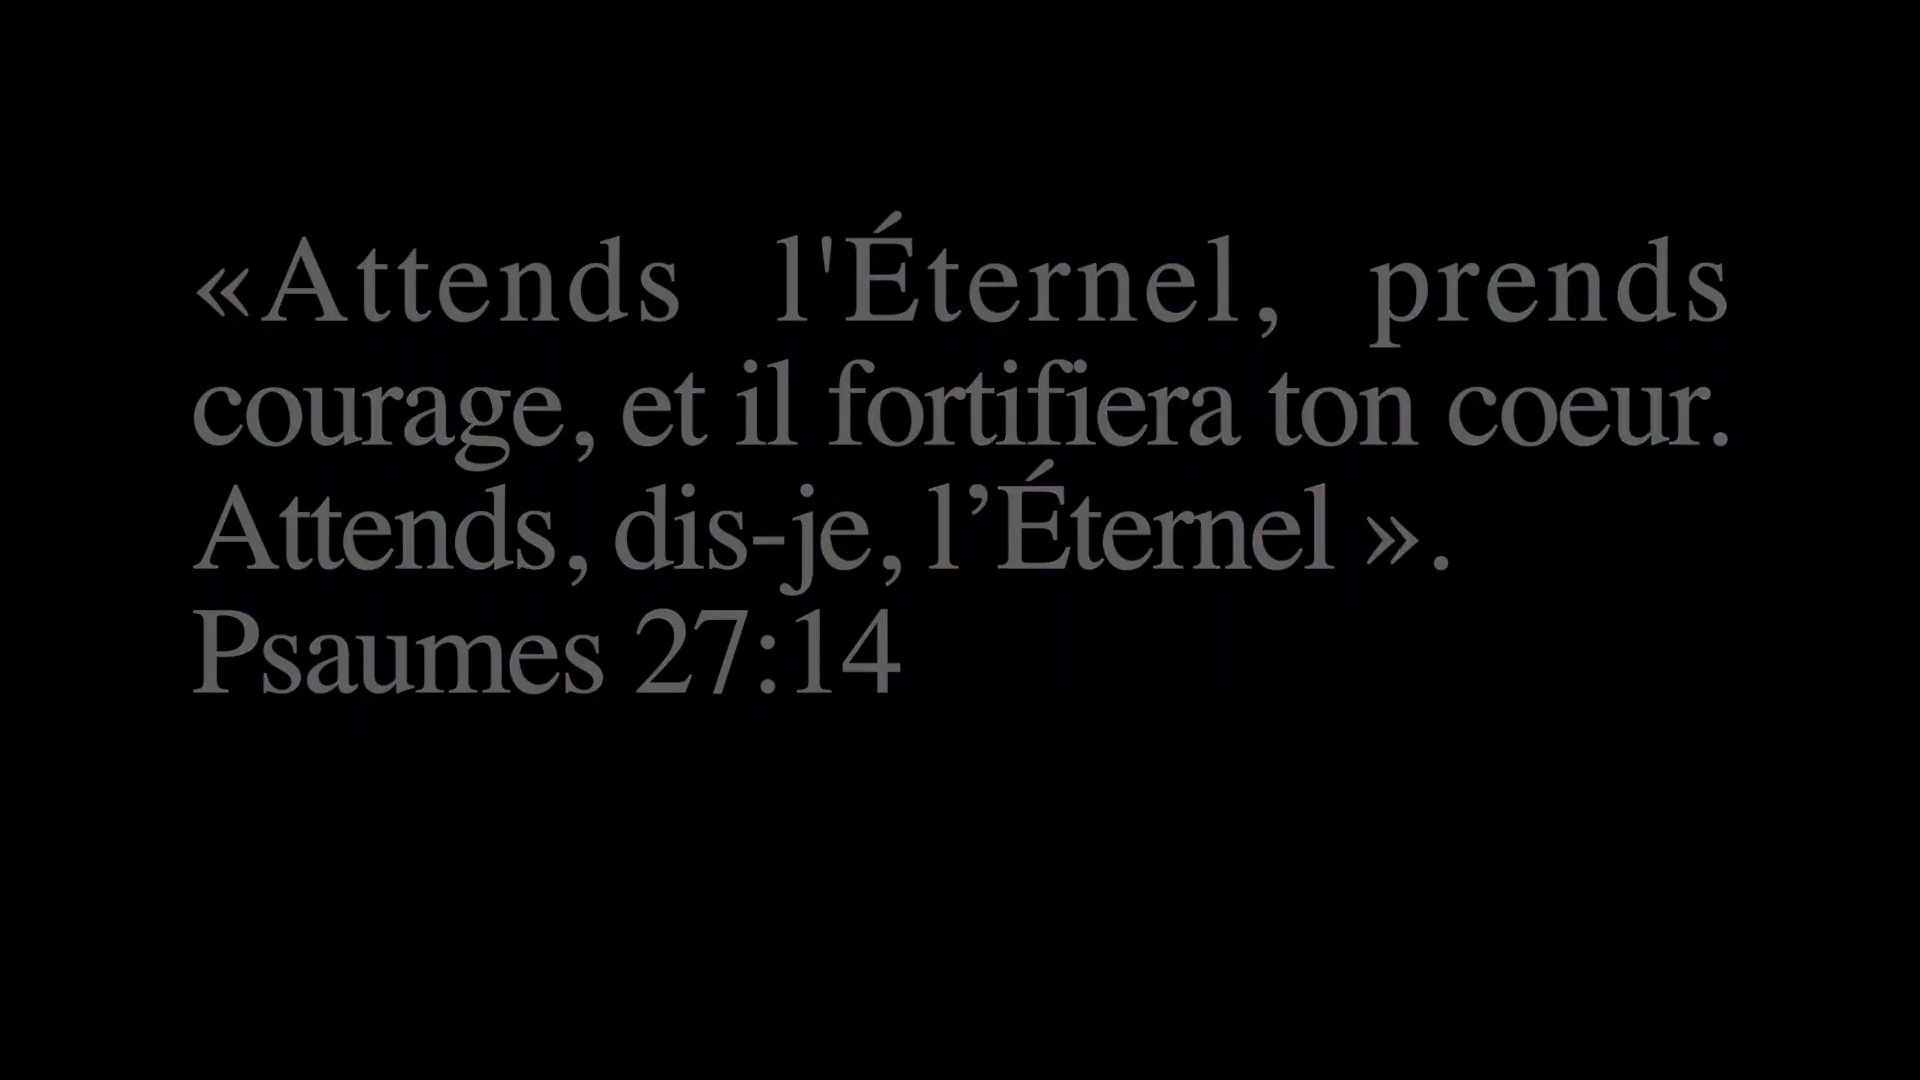 «Attends l'Éternel, prends
courage, et il fortifiera ton coeur.
Attends, dis-je, l’Éternel ».
Psaumes 27:14